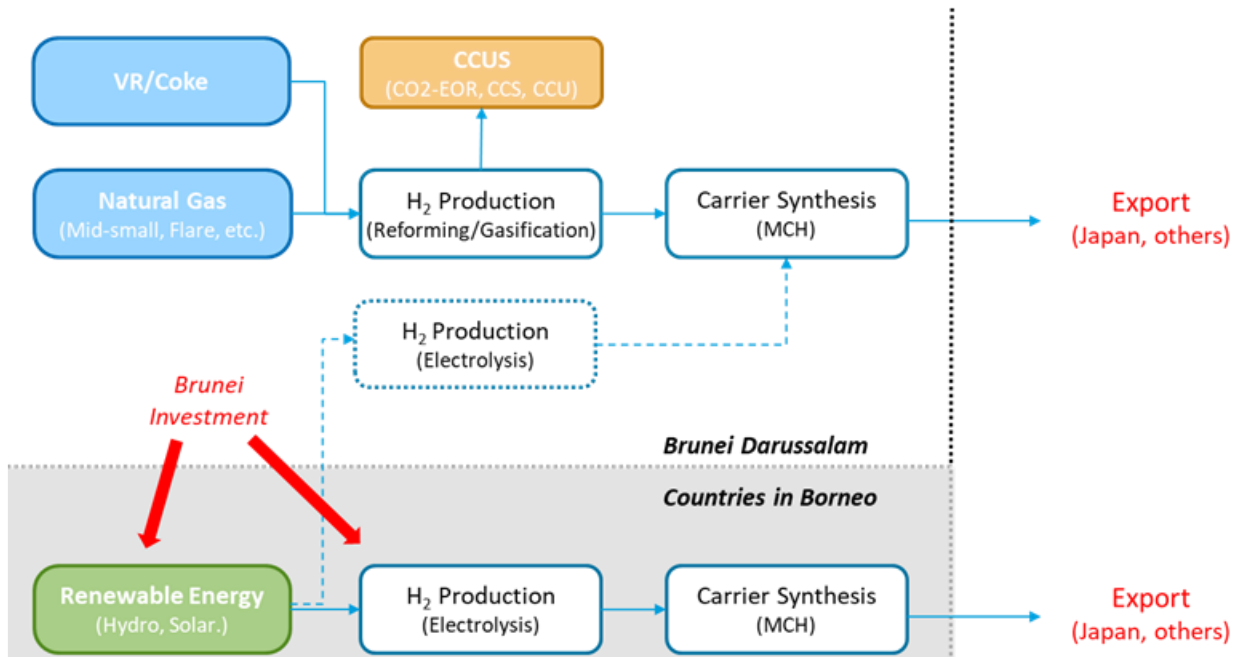 VR/Coke
CCUS
(CO2-EOR, CCS, CCU)
Natural Gas
(Mid-small, Flare, etc.)
H₂ Production
(Reforming/Gasification)
Carrier Synthesis
(MCH)
Export
(Japan, others)
H₂ Production
(Electrolysis)
Brunei
Investment
Brunei Darussalam
Countries in Borneo
Renewable Energy
(Hydro, Solar.)
H₂ Production
(Electrolysis)
Carrier Synthesis
(MCH)
Export
(Japan, others)